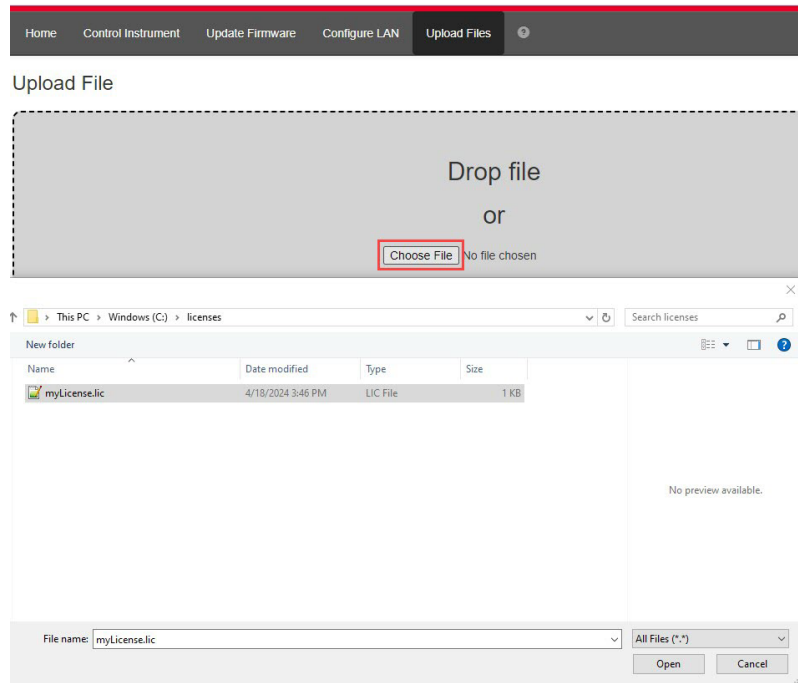 Home Control Instrument Update Firmware Configure LAN Upload Files ?
Upload File
Drop file
or
Choose File No file chosen
This PC > Windows (C:) > licenses Search licenses
New folder ?
Name Date modified Type Size
myLicense.lic 4/18/2024 3:46 PM LIC File 1 KB
No preview available.
File name: myLicense.lic All Files (*.*)
Open Cancel